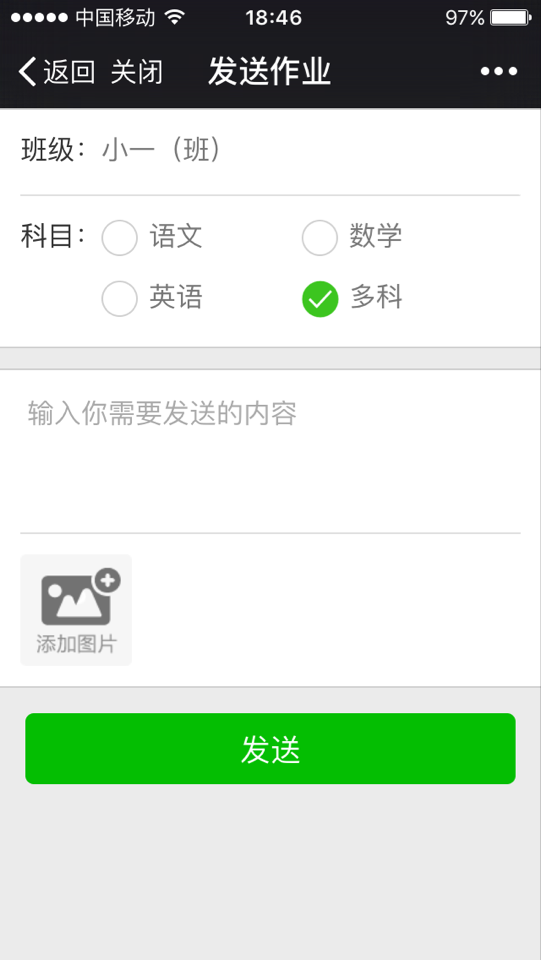 中国移动 18:46 97%
返回 关闭 发送作业
班级：小一（班）
科目： 语文 数学
英语 多科
输入你需要发送的内容
添加图片
发送